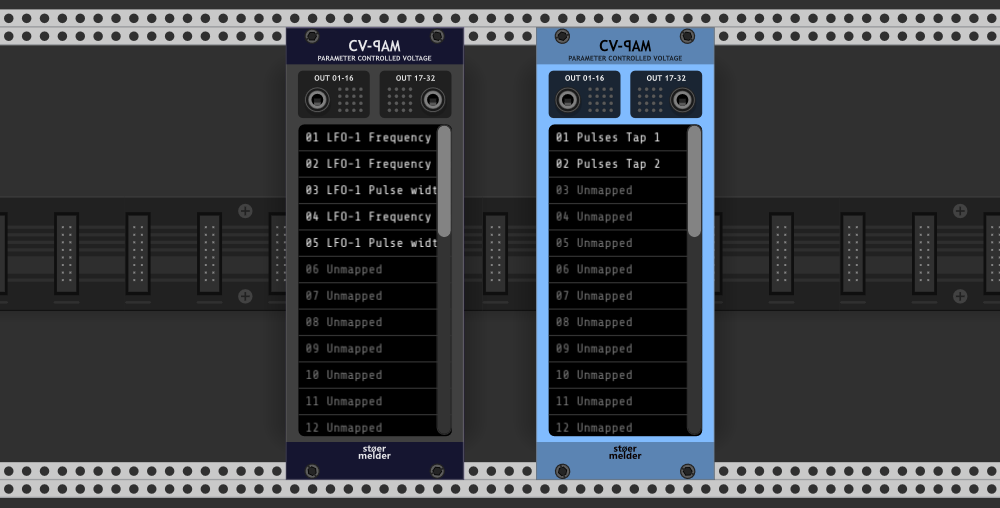 CV-PAM
PARAMETER CONTROLLED VOLTAGE
OUT 01-16
OUT 17-32
01 LFO-1 Frequency
02 LFO-1 Frequency
03 LFO-1 Pulse widt
04 LFO-1 Frequency
05 LFO-1 Pulse widt
06 Unmapped
07 Unmapped
08 Unmapped
09 Unmapped
10 Unmapped
11 Unmapped
12 Unmapped
støer
melder
CV-PAM
PARAMETER CONTROLLED VOLTAGE
OUT 01-16
OUT 17-32
01 Pulses Tap 1
02 Pulses Tap 2
03 Unmapped
04 Unmapped
05 Unmapped
06 Unmapped
07 Unmapped
08 Unmapped
09 Unmapped
10 Unmapped
11 Unmapped
12 Unmapped
støer
melder